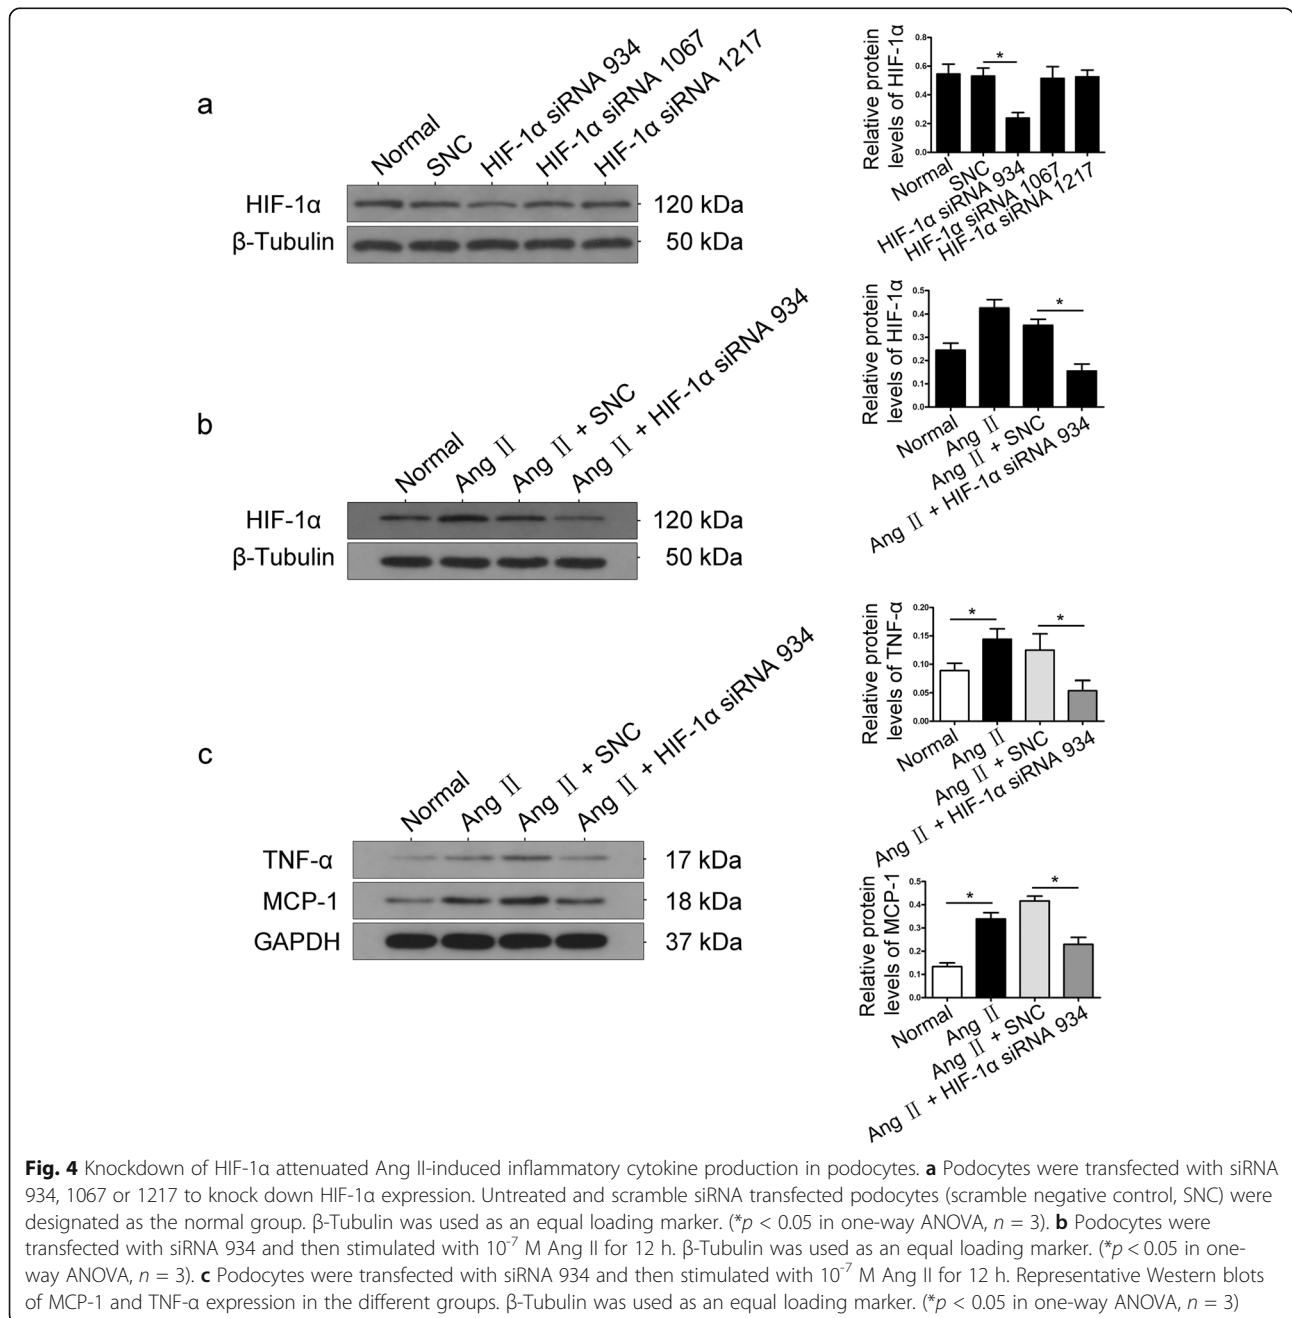 a
Normal
SNC
HIF-1α siRNA 934
HIF-1α siRNA 1067
HIF-1α siRNA 1217
HIF-1α
120 kDa
β-Tubulin
50 kDa
Relative protein
levels of HIF-1α
0.8
0.6
0.4
0.2
0.0
*
Normal
SNC
HIF-1α siRNA 934
HIF-1α siRNA 1067
HIF-1α siRNA 1217
b
Normal
Ang Ⅱ
Ang Ⅱ + SNC
Ang Ⅱ + HIF-1α siRNA 934
HIF-1α
120 kDa
β-Tubulin
50 kDa
Relative protein
levels of HIF-1α
0.5
0.4
0.3
0.2
0.1
0.0
*
Normal
Ang Ⅱ
Ang Ⅱ + SNC
Ang Ⅱ + HIF-1α siRNA 934
c
Normal
Ang Ⅱ
Ang Ⅱ + SNC
Ang Ⅱ + HIF-1α siRNA 934
TNF-α
17 kDa
MCP-1
18 kDa
GAPDH
37 kDa
Relative protein
levels of TNF-α
0.20
0.15
0.10
0.05
0.00
*
*
Normal
Ang Ⅱ
Ang Ⅱ + SNC
Ang Ⅱ + HIF-1α siRNA 934
Relative protein
levels of MCP-1
0.5
0.4
0.3
0.2
0.1
0.0
*
*
Normal
Ang Ⅱ
Ang Ⅱ + SNC
Ang Ⅱ + HIF-1α siRNA 934
Fig. 4 Knockdown of HIF-1α attenuated Ang II-induced inflammatory cytokine production in podocytes. a Podocytes were transfected with siRNA
934, 1067 or 1217 to knock down HIF-1α expression. Untreated and scramble siRNA transfected podocytes (scramble negative control, SNC) were
designated as the normal group. β-Tubulin was used as an equal loading marker. (*p < 0.05 in one-way ANOVA, n = 3). b Podocytes were
transfected with siRNA 934 and then stimulated with 10⁻⁷ M Ang II for 12 h. β-Tubulin was used as an equal loading marker. (*p < 0.05 in one-
way ANOVA, n = 3). c Podocytes were transfected with siRNA 934 and then stimulated with 10⁻⁷ M Ang II for 12 h. Representative Western blots
of MCP-1 and TNF-α expression in the different groups. β-Tubulin was used as an equal loading marker. (*p < 0.05 in one-way ANOVA, n = 3)